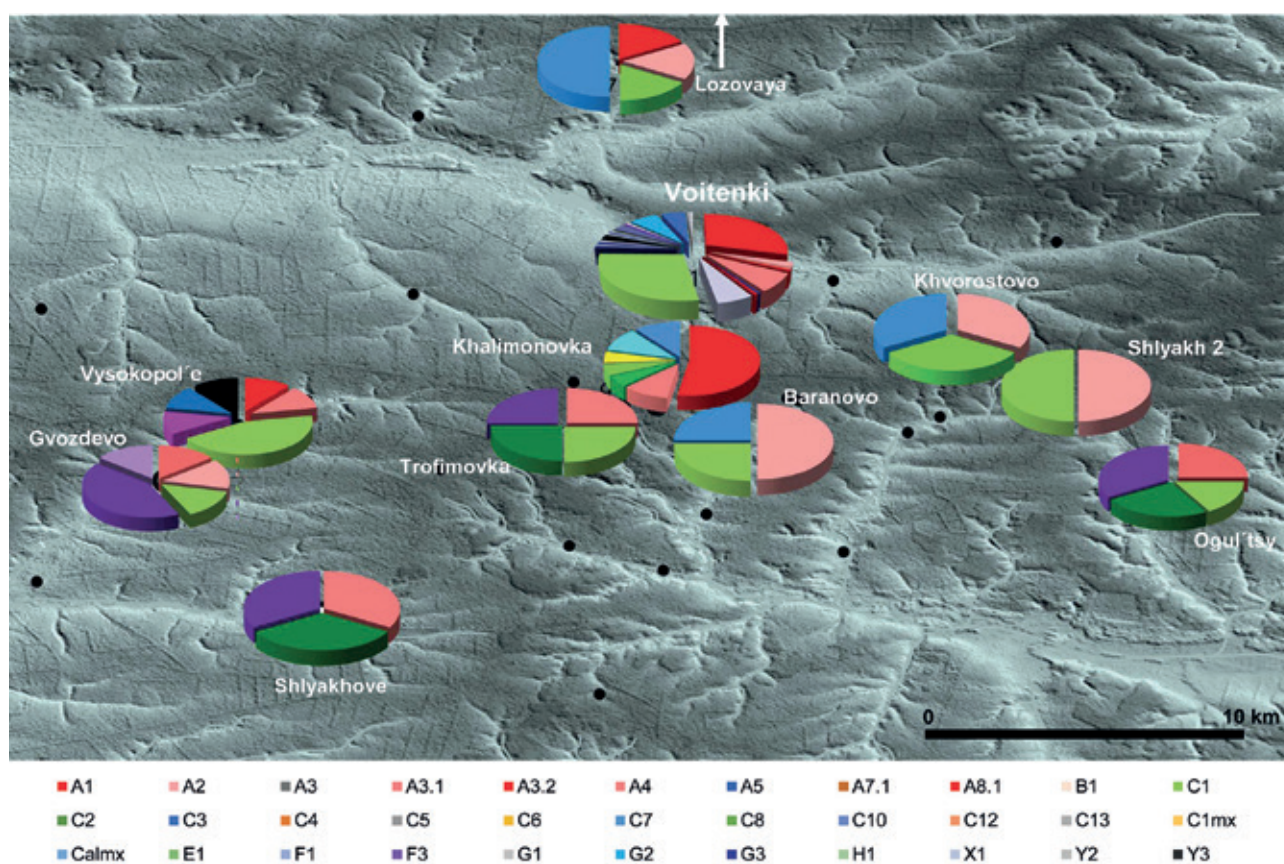 Lozovaya
Voitenki
Khvorostovo
Khalimonovka
Shlyakh 2
Vysokopol´e
Baranovo
Gvozdevo
Trofimovka
Ogul´tsy
Shlyakhove
0 10 km
A1 A2 A3 A3.1 A3.2 A4 A5 A7.1 A8.1 B1 C1
C2 C3 C4 C5 C6 C7 C8 C10 C12 C13 C1mx
Calmx E1 F1 F3 G1 G2 G3 H1 X1 Y2 Y3